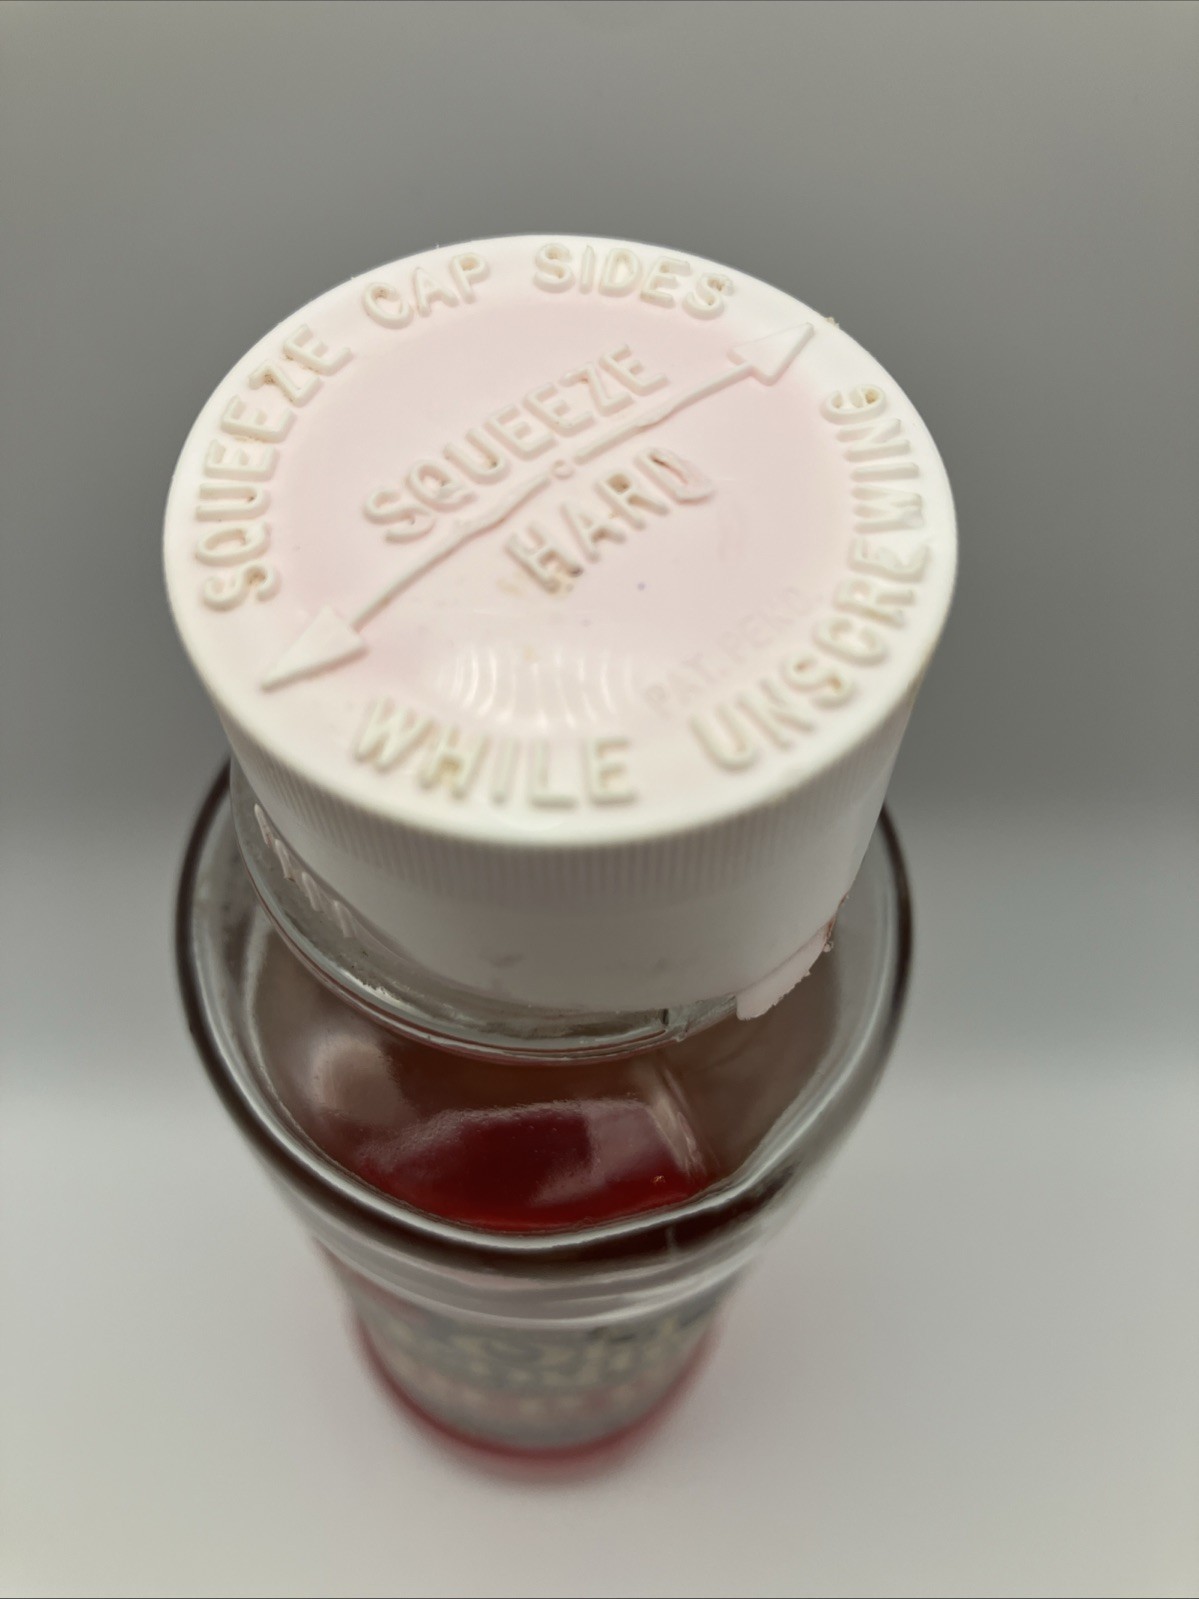 SQUEEZE CAP SIDES
WHILE UNSCREWING
SQUEEZE
HARD
PAT. PEND.